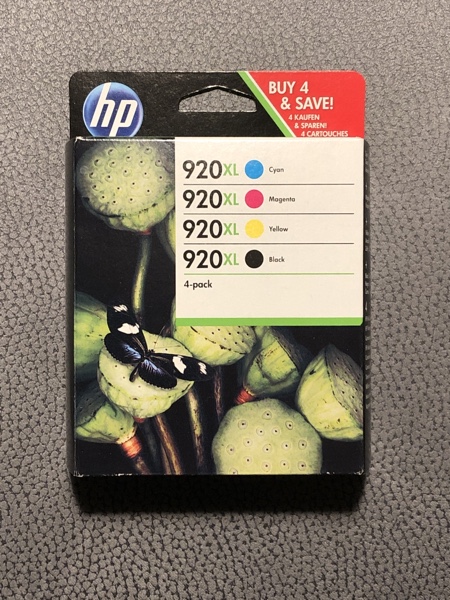 hp
BUY 4
& SAVE!
4 KAUFEN
& SPAREN!
4 CARTOUCHES
920XL Cyan
920XL Magenta
920XL Yellow
920XL Black
4-pack